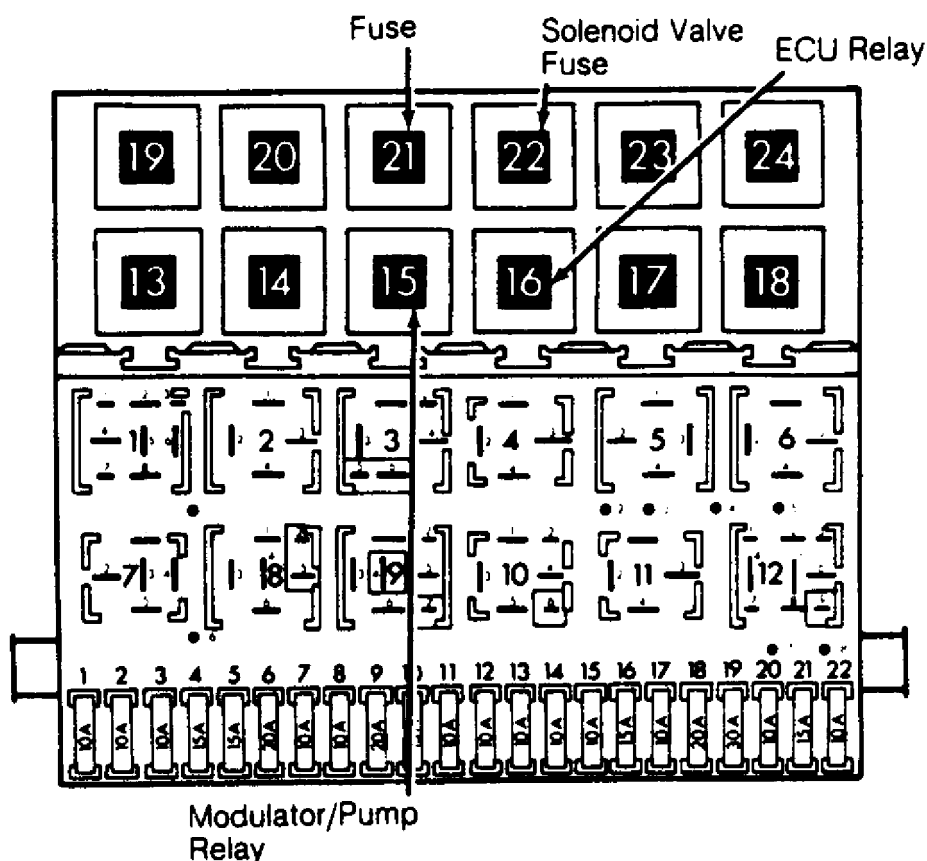 Fuse
Solenoid Valve
Fuse
ECU Relay
19 20 21 22 23 24
13 14 15 16 17 18
1 2 3 4 5 6
7 8 9 10 11 12
1 2 3 4 5 6 7 8 9 10 11 12 13 14 15 16 17 18 19 20 21 22
10A 10A 10A 15A 15A 20A 10A 10A 20A 10A 10A 10A 10A 10A 15A 10A 20A 30A 10A 15A 10A
Modulator/Pump
Relay